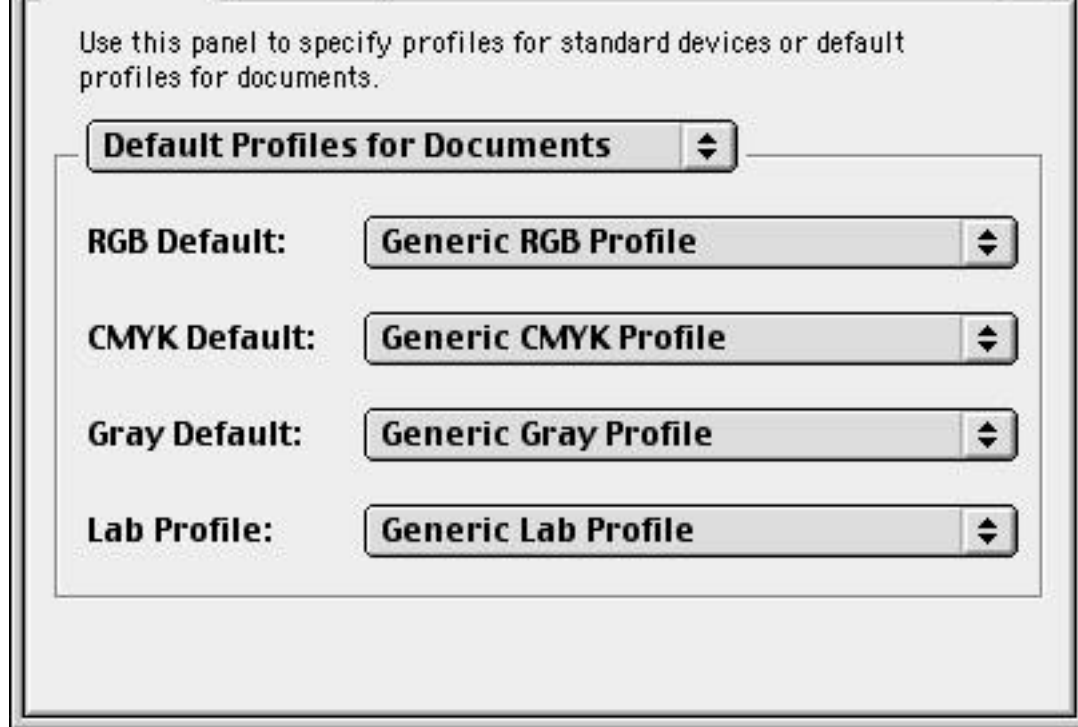 Use this panel to specify profiles for standard devices or default
profiles for documents.
Default Profiles for Documents
RGB Default: Generic RGB Profile
CMYK Default: Generic CMYK Profile
Gray Default: Generic Gray Profile
Lab Profile: Generic Lab Profile